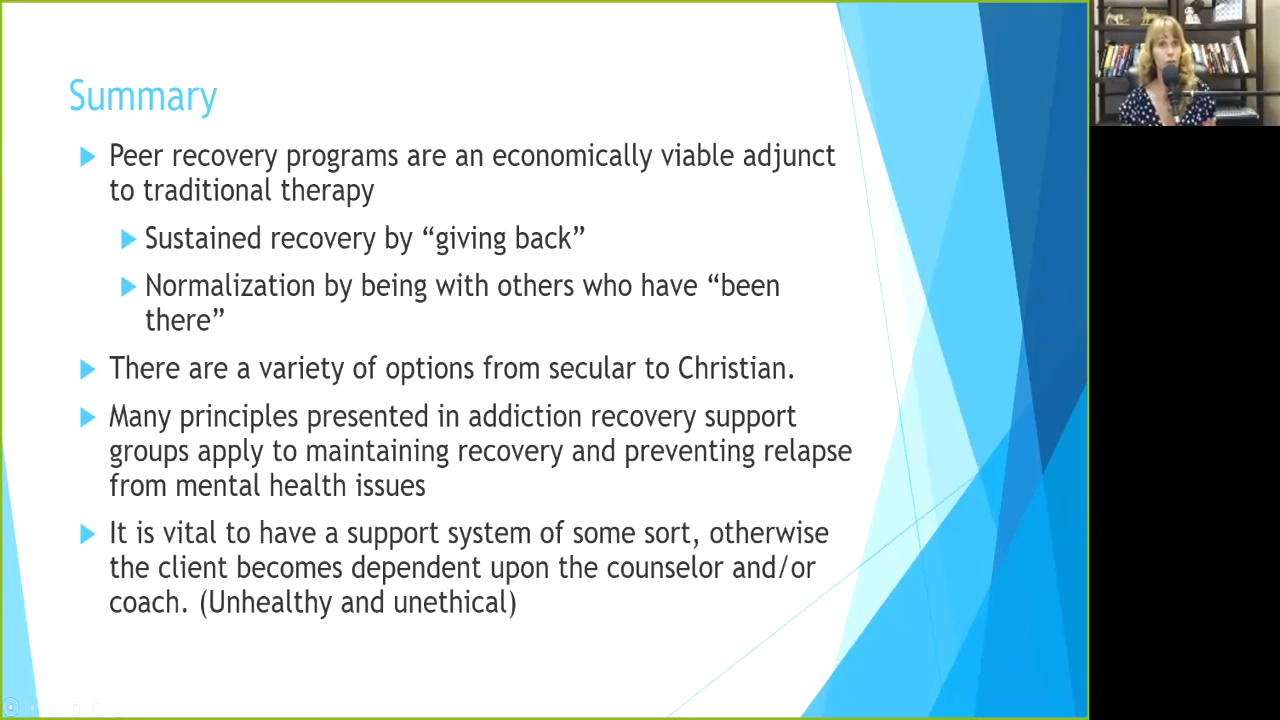 Summary
Peer recovery programs are an economically viable adjunct
to traditional therapy
Sustained recovery by “giving back”
Normalization by being with others who have “been
there”
There are a variety of options from secular to Christian.
Many principles presented in addiction recovery support
groups apply to maintaining recovery and preventing relapse
from mental health issues
It is vital to have a support system of some sort, otherwise
the client becomes dependent upon the counselor and/or
coach. (Unhealthy and unethical)